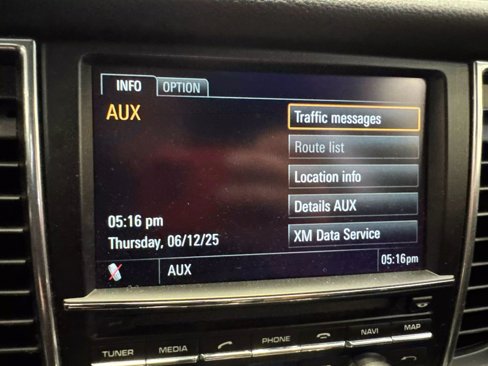 INFO
OPTION
AUX
Traffic messages
Route list
Location info
Details AUX
XM Data Service
05:16 pm
Thursday, 06/12/25
AUX
05:16pm
TUNER
MEDIA
PHONE
NAVI
MAP